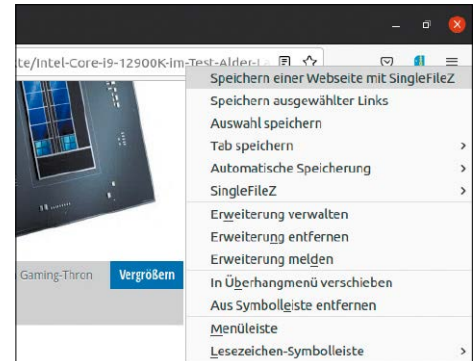 te/Intel-Core-i9-12900K-im-Test-Alder-La
Speichern einer Webseite mit SingleFileZ
Speichern ausgewählter Links
Auswahl speichern
Tab speichern
Automatische Speicherung
SingleFileZ
Erweiterung verwalten
Erweiterung entfernen
Erweiterung melden
In Überhangmenü verschieben
Aus Symbolleiste entfernen
Menüleiste
Lesezeichen-Symbolleiste
Gaming-Thron
Vergrößern